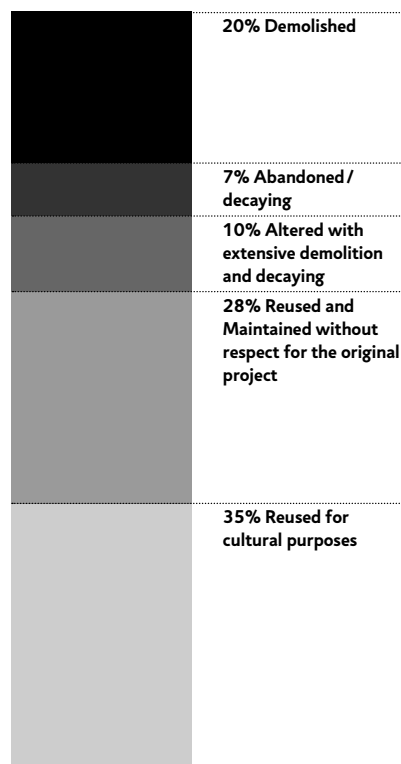 20% Demolished
7% Abandoned/
decaying
10% Altered with
extensive demolition
and decaying
28% Reused and
Maintained without
respect for the original
project
35% Reused for
cultural purposes